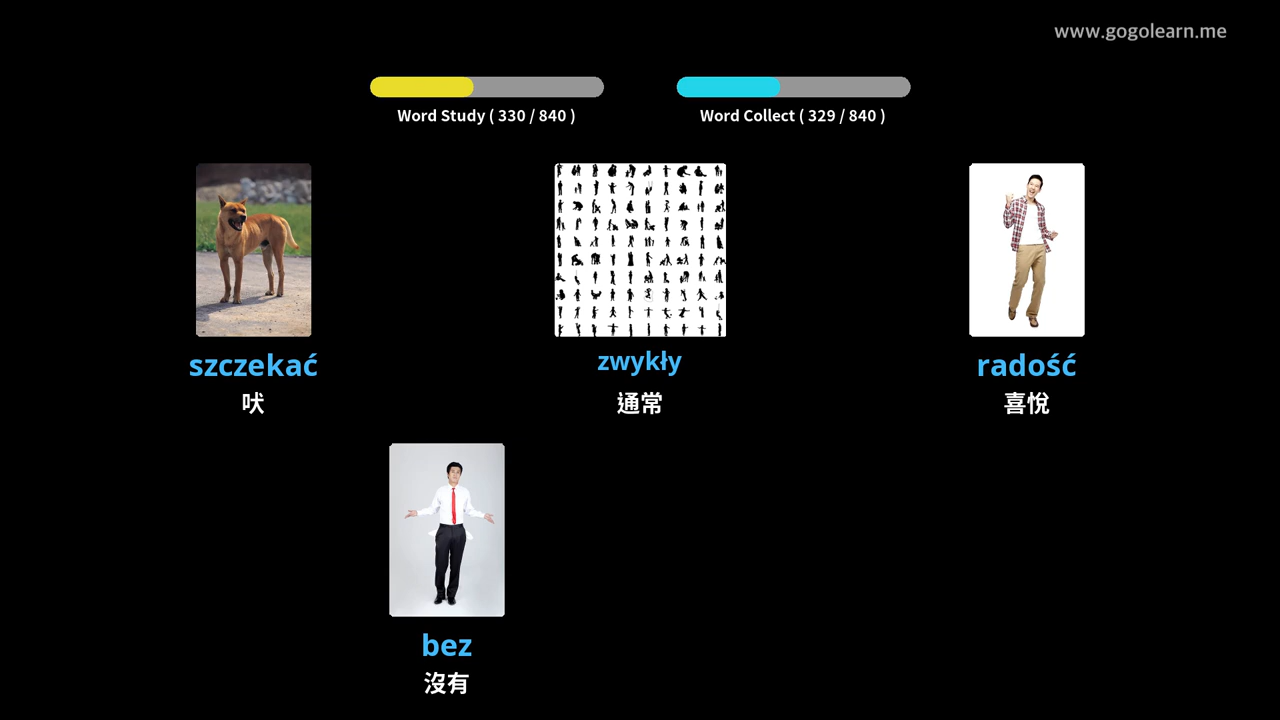 www.gogolearn.me
Word Study ( 330 / 840 )
Word Collect ( 329 / 840 )
szczekać
zwykły
radość
吠
通常
喜悅
bez
沒有